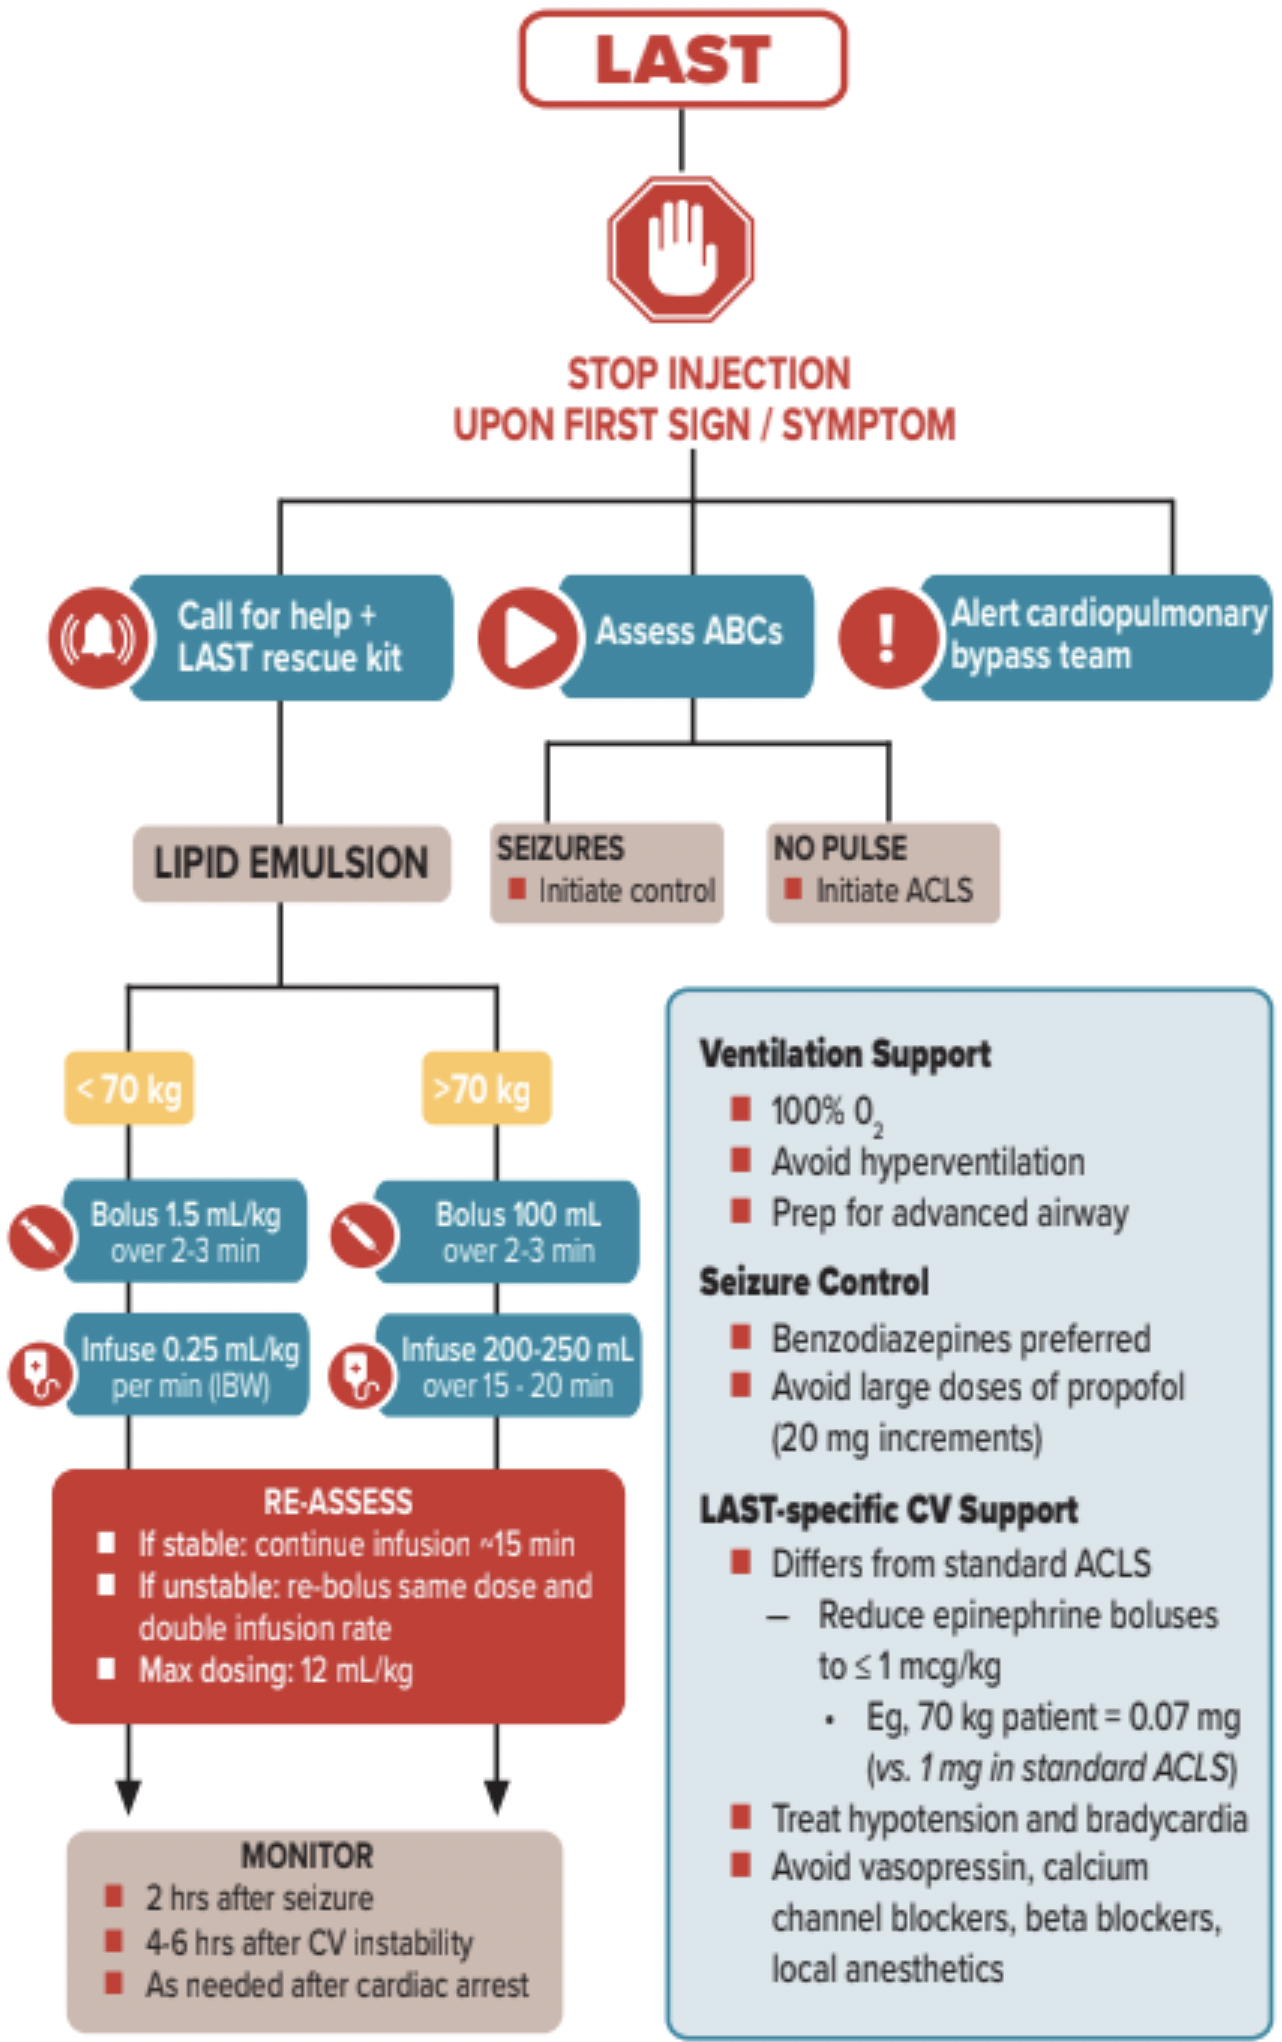 LAST
STOP INJECTION
UPON FIRST SIGN / SYMPTOM
Call for help +
LAST rescue kit
Assess ABCs
!
Alert cardiopulmonary
bypass team
LIPID EMULSION
SEIZURES
Initiate control
NO PULSE
Initiate ACLS
< 70 kg
>70 kg
Bolus 1.5 mL/kg
over 2-3 min
Bolus 100 mL
over 2-3 min
Infuse 0.25 mL/kg
per min (IBW)
Infuse 200-250 mL
over 15 - 20 min
RE-ASSESS
If stable: continue infusion ~15 min
If unstable: re-bolus same dose and
double infusion rate
Max dosing: 12 mL/kg
MONITOR
2 hrs after seizure
4-6 hrs after CV instability
As needed after cardiac arrest
Ventilation Support
100% O₂
Avoid hyperventilation
Prep for advanced airway
Seizure Control
Benzodiazepines preferred
Avoid large doses of propofol
(20 mg increments)
LAST-specific CV Support
Differs from standard ACLS
– Reduce epinephrine boluses
to ≤ 1 mcg/kg
• Eg, 70 kg patient = 0.07 mg
(vs. 1 mg in standard ACLS)
Treat hypotension and bradycardia
Avoid vasopressin, calcium
channel blockers, beta blockers,
local anesthetics